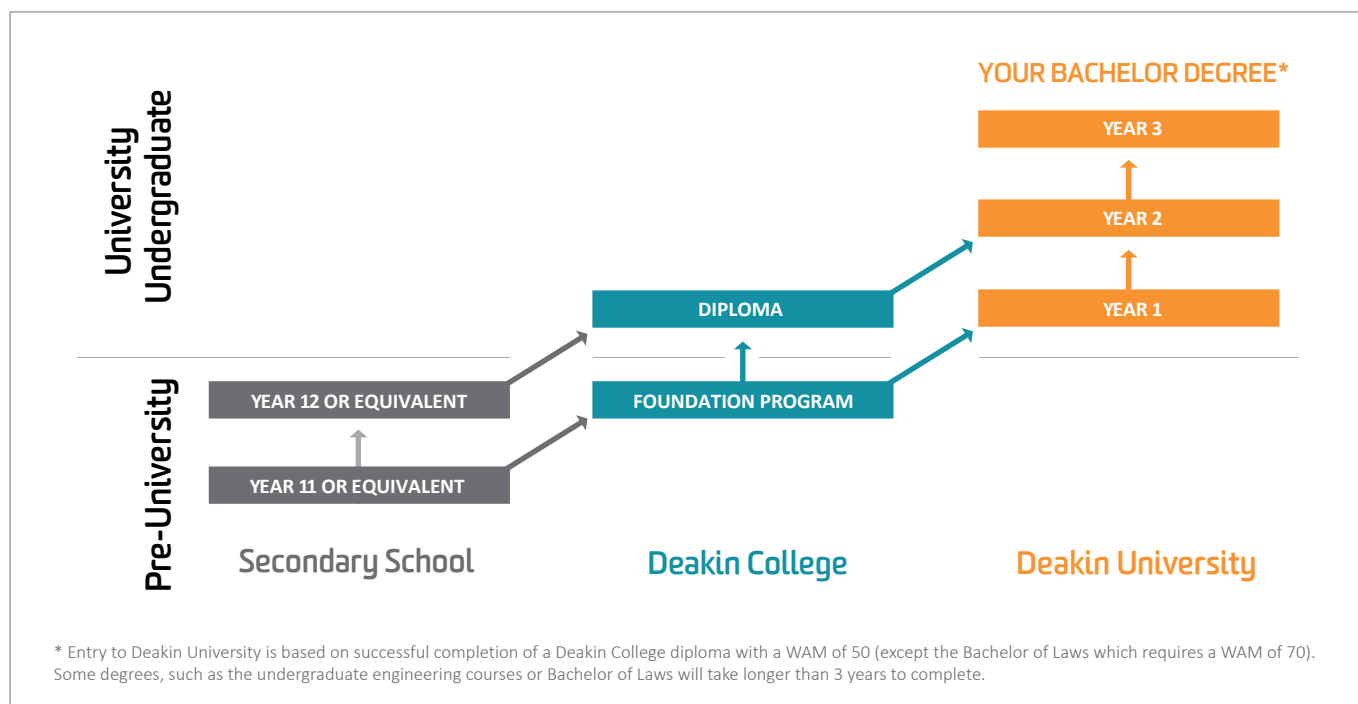 University
Undergraduate
YOUR BACHELOR DEGREE*
YEAR 3
YEAR 2
DIPLOMA
YEAR 1
Pre-University
YEAR 12 OR EQUIVALENT
FOUNDATION PROGRAM
YEAR 11 OR EQUIVALENT
Secondary School
Deakin College
Deakin University
* Entry to Deakin University is based on successful completion of a Deakin College diploma with a WAM of 50 (except the Bachelor of Laws which requires a WAM of 70).
Some degrees, such as the undergraduate engineering courses or Bachelor of Laws will take longer than 3 years to complete.